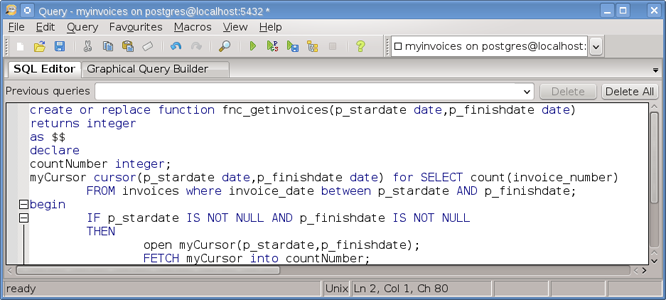 Query - myinvoices on postgres@localhost:5432 *
File Edit Query Favourites Macros View Help
myinvoices on postgres@localhost:
SQL Editor Graphical Query Builder
Previous queries Delete Delete All
create or replace function fnc_getinvoices(p_stardate date,p_finishdate date)
returns integer
as $$
declare
countNumber integer;
myCursor cursor(p_stardate date,p_finishdate date) for SELECT count(invoice_number)
FROM invoices where invoice_date between p_stardate AND p_finishdate;
begin
IF p_stardate IS NOT NULL AND p_finishdate IS NOT NULL
THEN
open myCursor(p_stardate,p_finishdate);
FETCH myCursor into countNumber;
ready Unix Ln 2, Col 1, Ch 80